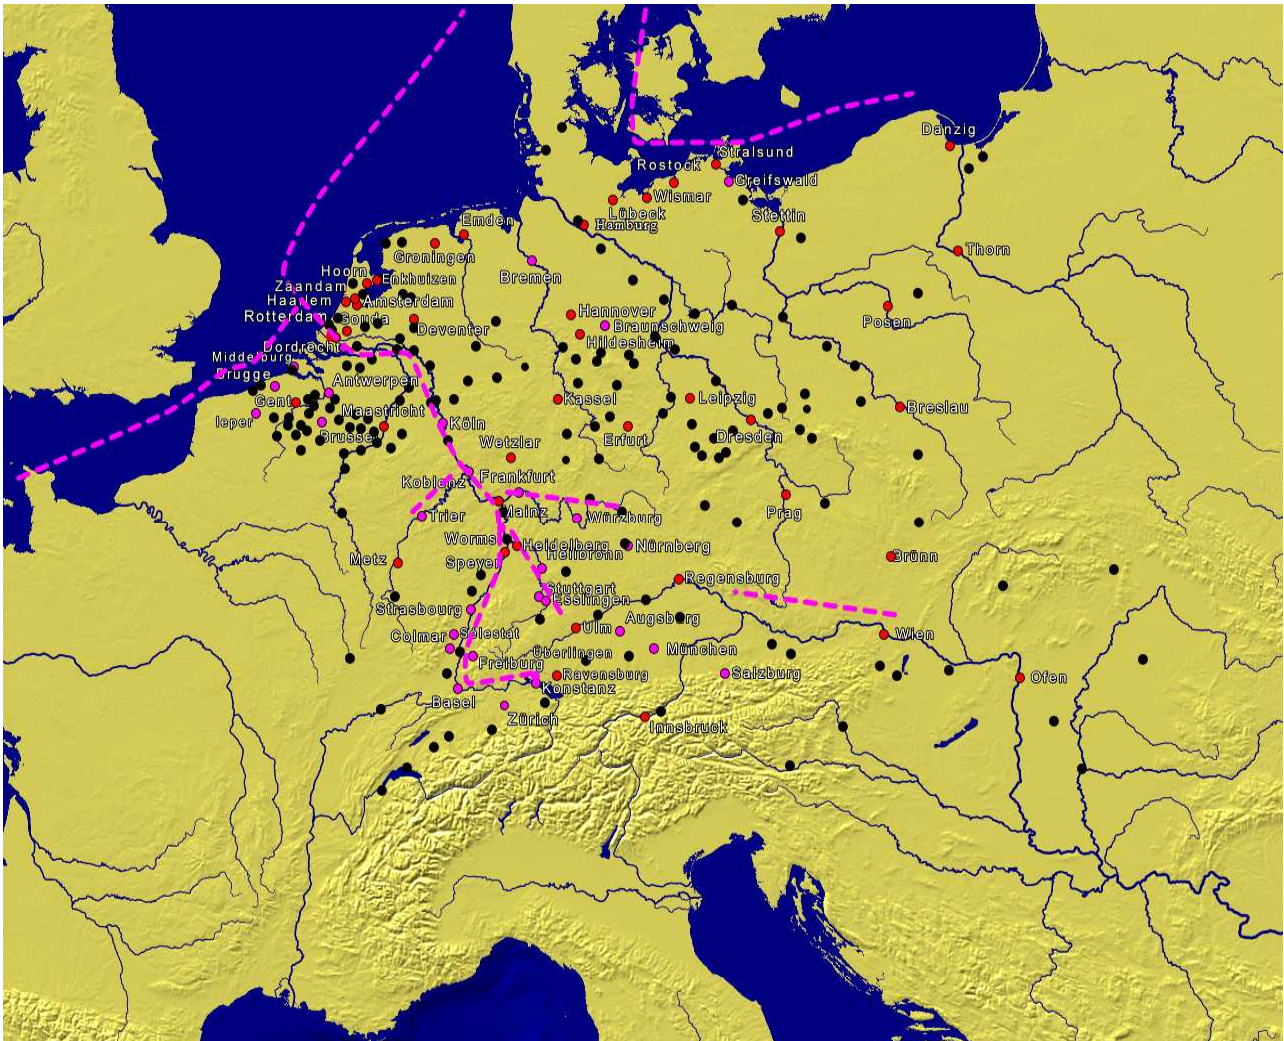 Danzig
Stralsund
Rostock
Greifswald
Wismar
Lübeck
Stettin
Emden
Hamburg
Thorn
Groningen
Bremen
Hoorn
Enkhuizen
Zaandam
Haarlem
Amsterdam
Hannover
Rotterdam
Gouda
Posen
Braunschweig
Deventer
Hildesheim
Dordrecht
Middelburg
Brugge
Antwerpen
Gent
Kassel
Leipzig
Breslau
Maastricht
Ieper
Köln
Brussel
Wetzlar
Erfurt
Dresden
Koblenz
Frankfurt
Trier
Mainz
Würzburg
Prag
Worms
Heidelberg
Nürnberg
Heilbronn
Metz
Speyer
Brünn
Regensburg
Stuttgart
Esslingen
Strasbourg
Augsburg
Colmar
Sélestat
Ulm
Wien
Überlingen
München
Freiburg
Ravensburg
Salzburg
Ofen
Konstanz
Basel
Zürich
Innsbruck